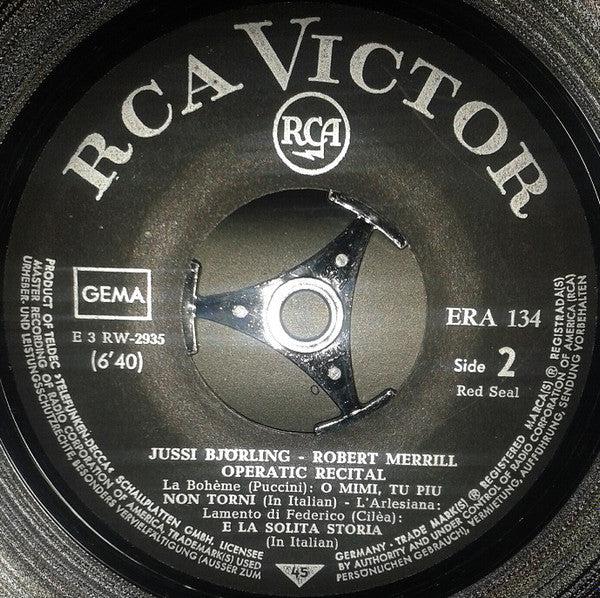 RCA VICTOR
RCA
GEMA
E 3 RW-2935
(6'40)
ERA 134
Side 2
Red Seal
JUSSI BJÖRLING - ROBERT MERRILL
OPERATIC RECITAL
La Bohème (Puccini): O MIMI, TU PIU
NON TORNI (In Italian) - L'Arlesiana:
Lamento di Federico (Cilèa):
E LA SOLITA STORIA
(In Italian)
45
PRODUCT OF TELDEC »TELEFUNKEN-DECCA« SCHALLPLATTEN GMBH. LICENSEE
MASTER RECORDING OF RADIO CORPORATION OF AMERICA, TRADEMARK(S) USED
URHEBER- UND LEISTUNGSSCHUTZRECHTE BESONDERS VERVIELFÄLTIGUNG (AUSSER ZUM
GERMANY · TRADE MARK(S) ® REGISTERED MARCA(S) ® REGISTRADA(S)
BY AUTHORITY AND UNDER CONTROL OF RADIO CORPORATION OF AMERICA (RCA)
PERSÖNLICHEN GEBRAUCH), VERMIETUNG, AUFFÜHRUNG, SENDUNG VORBEHALTEN